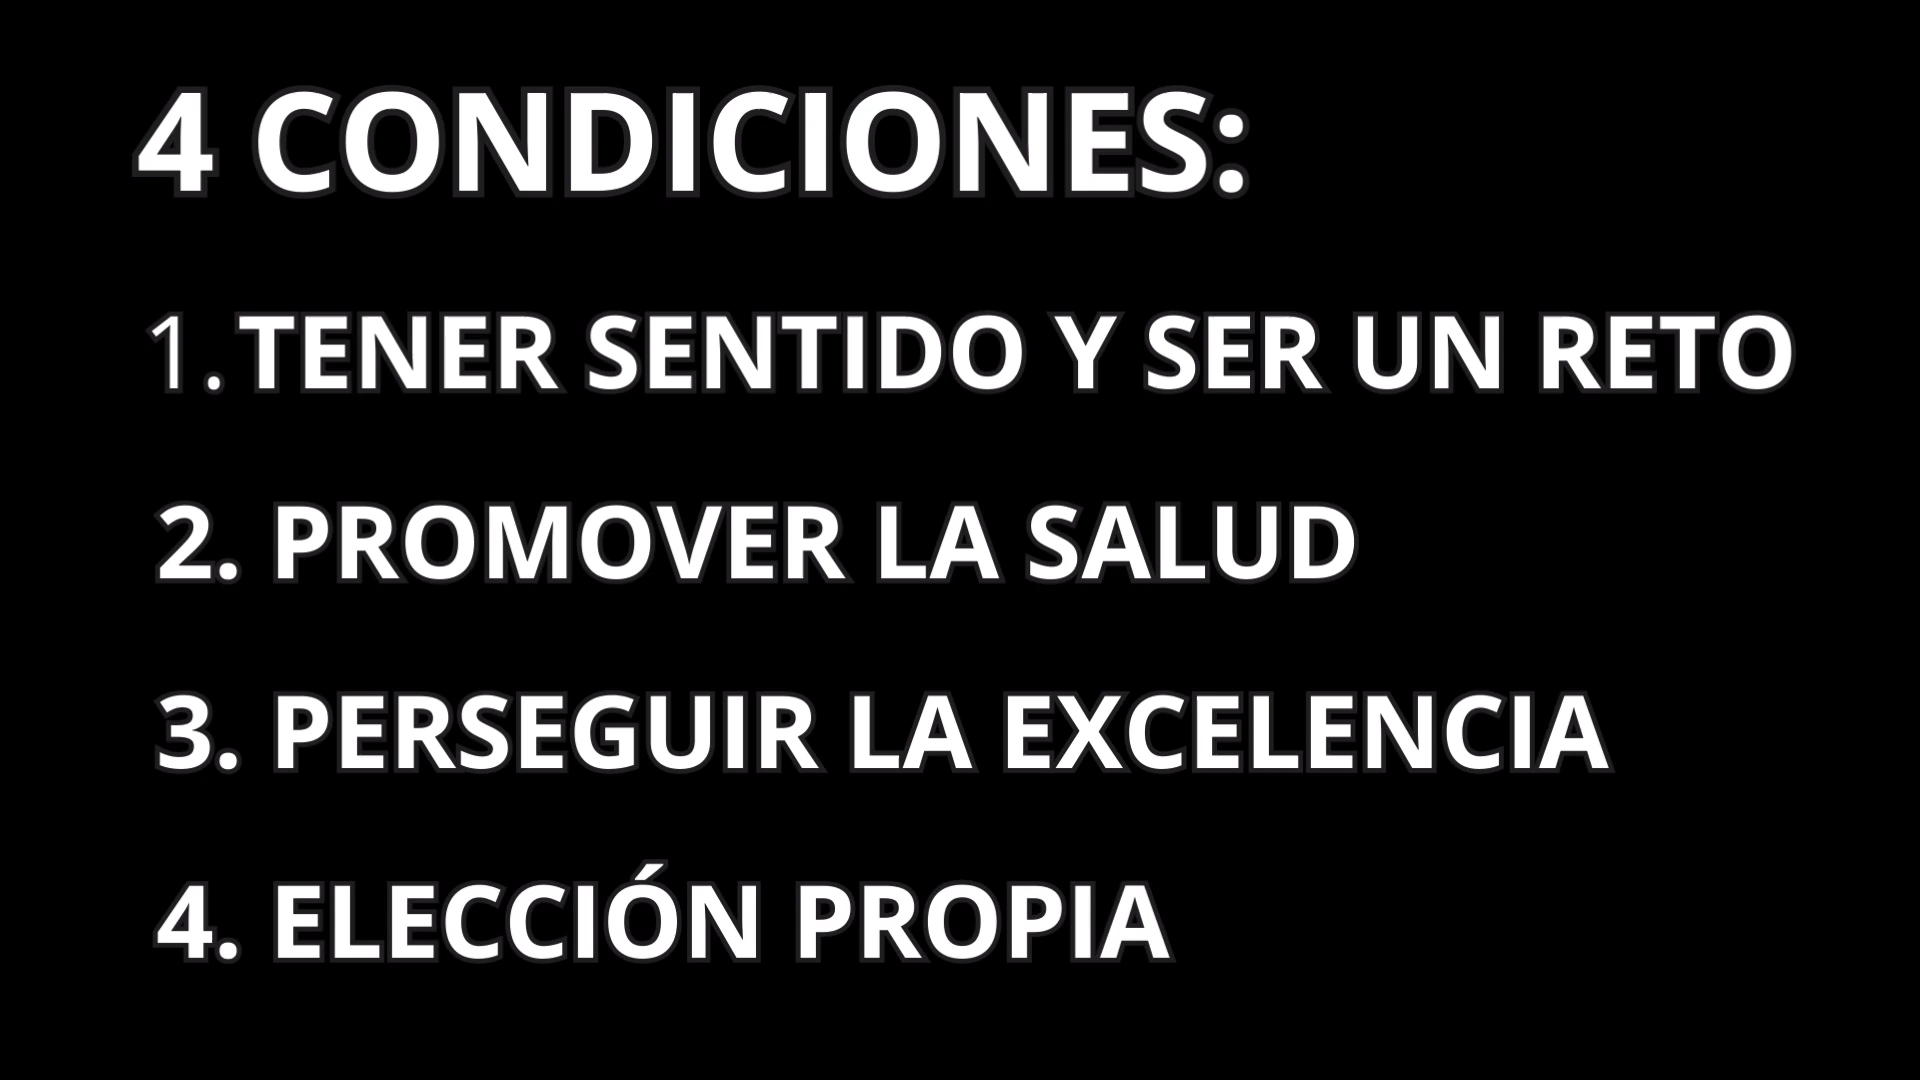 4 CONDICIONES:
1. TENER SENTIDO Y SER UN RETO
2. PROMOVER LA SALUD
3. PERSEGUIR LA EXCELENCIA
4. ELECCIÓN PROPIA